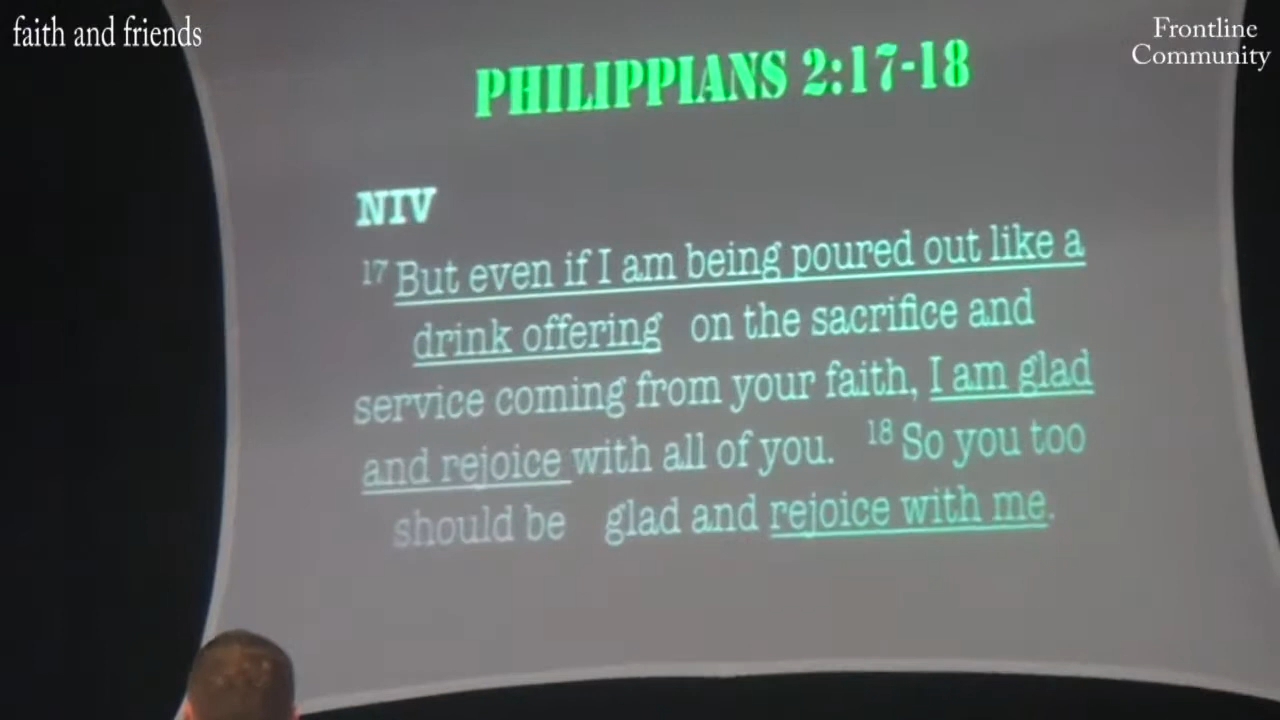 faith and friends
Frontline
Community
PHILIPPIANS 2:17-18
NIV
17 But even if I am being poured out like a
drink offering on the sacrifice and
service coming from your faith, I am glad
and rejoice with all of you. 18 So you too
should be glad and rejoice with me.